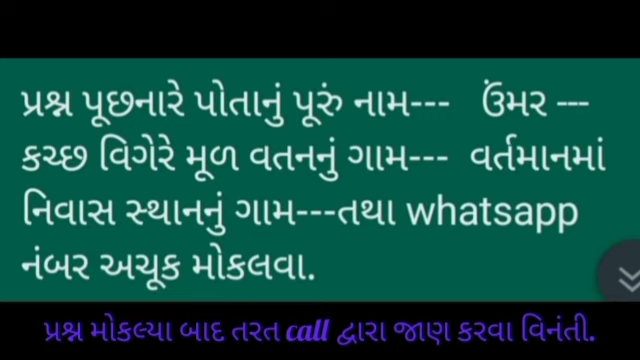 પ્રશ્ન પૂછનારે પોતાનું પૂરું નામ--- ઉંમર ---
કચ્છ વિગેરે મૂળ વતનનું ગામ--- વર્તમાનમાં
નિવાસ સ્થાનનું ગામ---તથા whatsapp
નંબર અચૂક મોકલવા.
પ્રશ્ન મોકલ્યા બાદ તરત call દ્વારા જાણ કરવા વિનંતી.